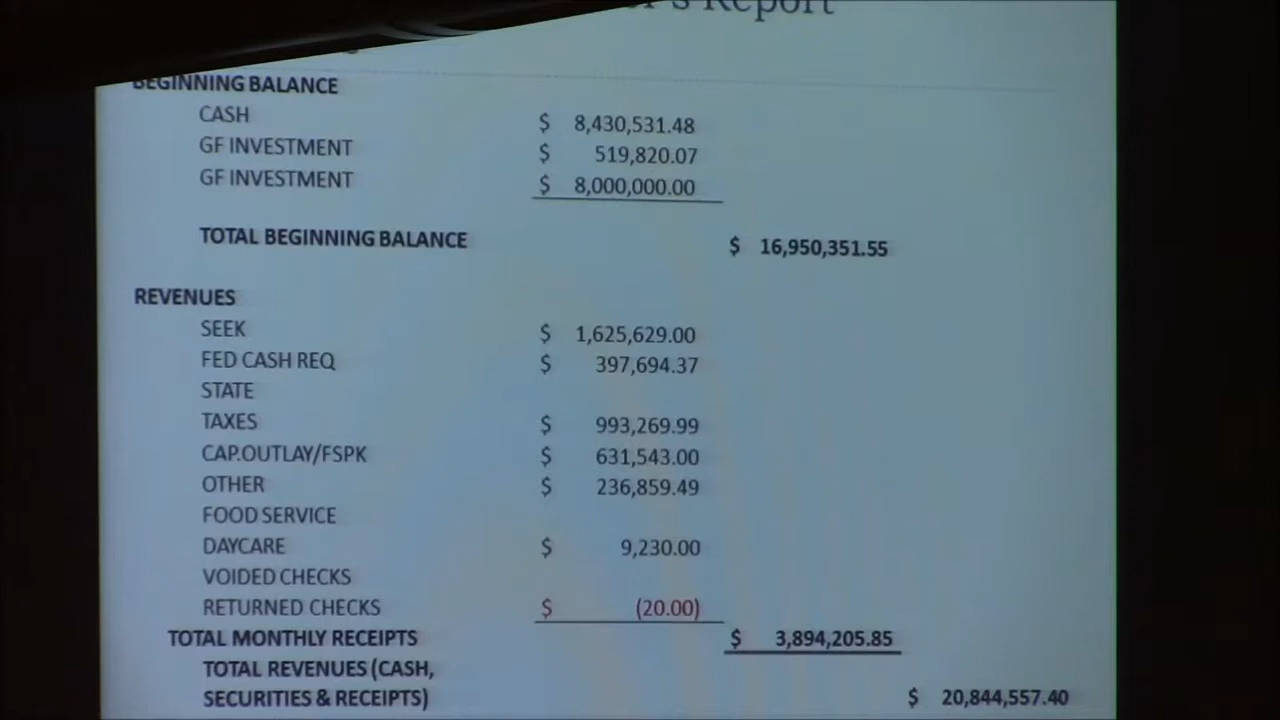 Report
BEGINNING BALANCE
CASH $ 8,430,531.48
GF INVESTMENT $ 519,820.07
GF INVESTMENT $ 8,000,000.00
TOTAL BEGINNING BALANCE $ 16,950,351.55
REVENUES
SEEK $ 1,625,629.00
FED CASH REQ $ 397,694.37
STATE
TAXES $ 993,269.99
CAP.OUTLAY/FSPK $ 631,543.00
OTHER $ 236,859.49
FOOD SERVICE
DAYCARE $ 9,230.00
VOIDED CHECKS
RETURNED CHECKS $ (20.00)
TOTAL MONTHLY RECEIPTS $ 3,894,205.85
TOTAL REVENUES (CASH,
SECURITIES & RECEIPTS) $ 20,844,557.40